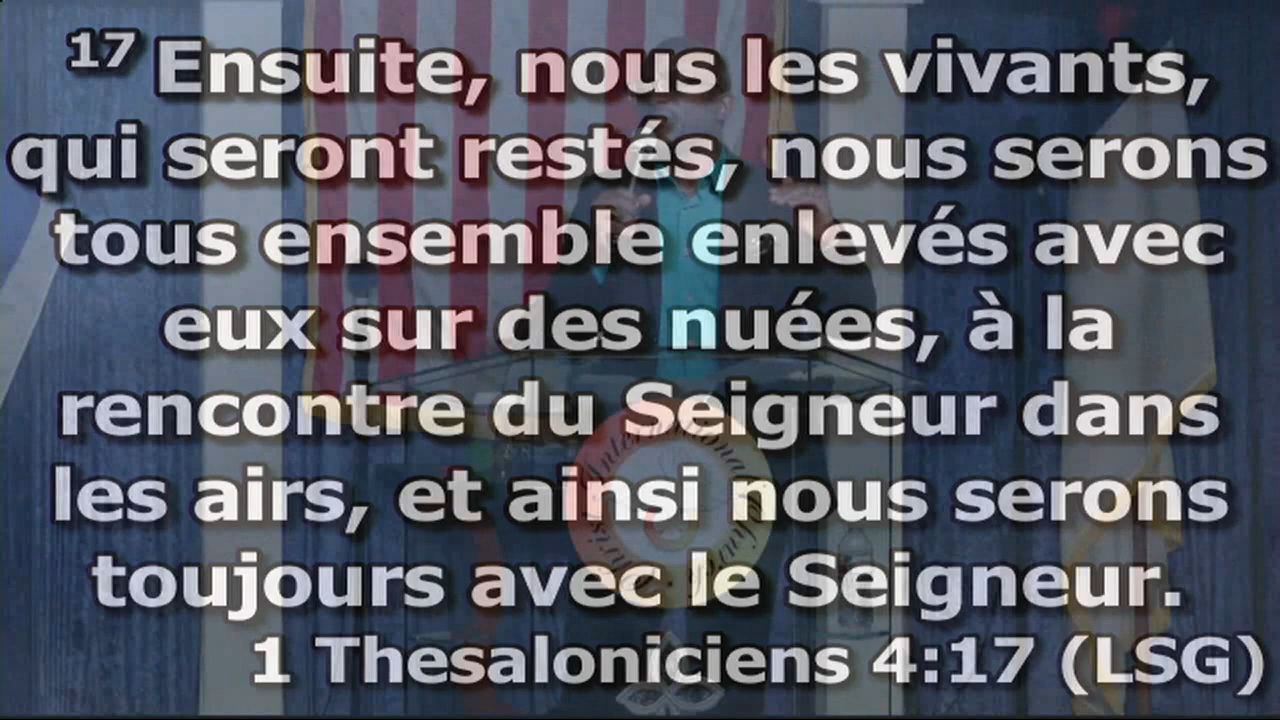 17 Ensuite, nous les vivants,
qui seront restés, nous serons
tous ensemble enlevés avec
eux sur des nuées, à la
rencontre du Seigneur dans
les airs, et ainsi nous serons
toujours avec le Seigneur.
1 Thesaloniciens 4:17 (LSG)
International